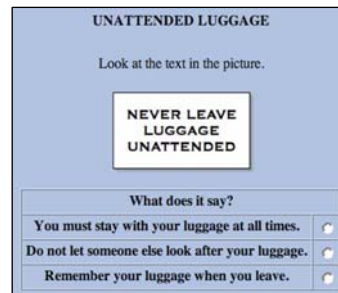 UNATTENDED LUGGAGE
Look at the text in the picture.
NEVER LEAVE
LUGGAGE
UNATTENDED
What does it say?
You must stay with your luggage at all times.
Do not let someone else look after your luggage.
Remember your luggage when you leave.